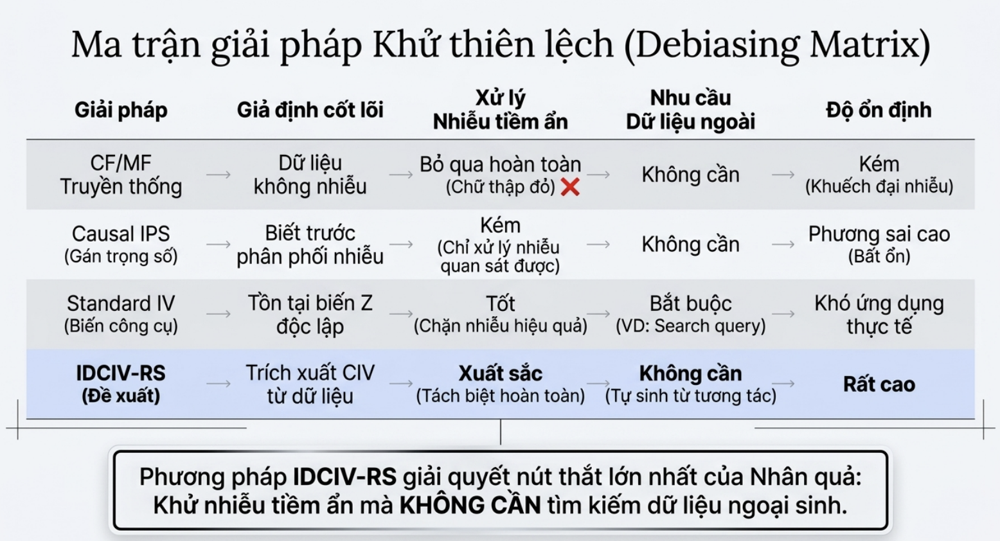 Ma trận giải pháp Khử thiên lệch (Debiasing Matrix)
Giải pháp
Giả định cốt lõi
Xử lý
Nhiễu tiềm ẩn
Nhu cầu
Dữ liệu ngoài
Độ ổn định
CF/MF
Truyền thống
Dữ liệu
không nhiễu
Bỏ qua hoàn toàn
(Chữ thập đỏ) ❌
Không cần
Kém
(Khuếch đại nhiễu)
Causal IPS
(Gán trọng số)
Biết trước
phân phối nhiễu
Kém
(Chỉ xử lý nhiễu
quan sát được)
Không cần
Phương sai cao
(Bất ổn)
Standard IV
(Biến công cụ)
Tồn tại biến Z
độc lập
Tốt
(Chặn nhiễu hiệu quả)
Bắt buộc
(VD: Search query)
Khó ứng dụng
thực tế
IDCIV-RS
(Đề xuất)
Trích xuất CIV
từ dữ liệu
Xuất sắc
(Tách biệt hoàn toàn)
Không cần
(Tự sinh từ tương tác)
Rất cao
Phương pháp IDCIV-RS giải quyết nút thắt lớn nhất của Nhân quả:
Khử nhiễu tiềm ẩn mà KHÔNG CẦN tìm kiếm dữ liệu ngoại sinh.